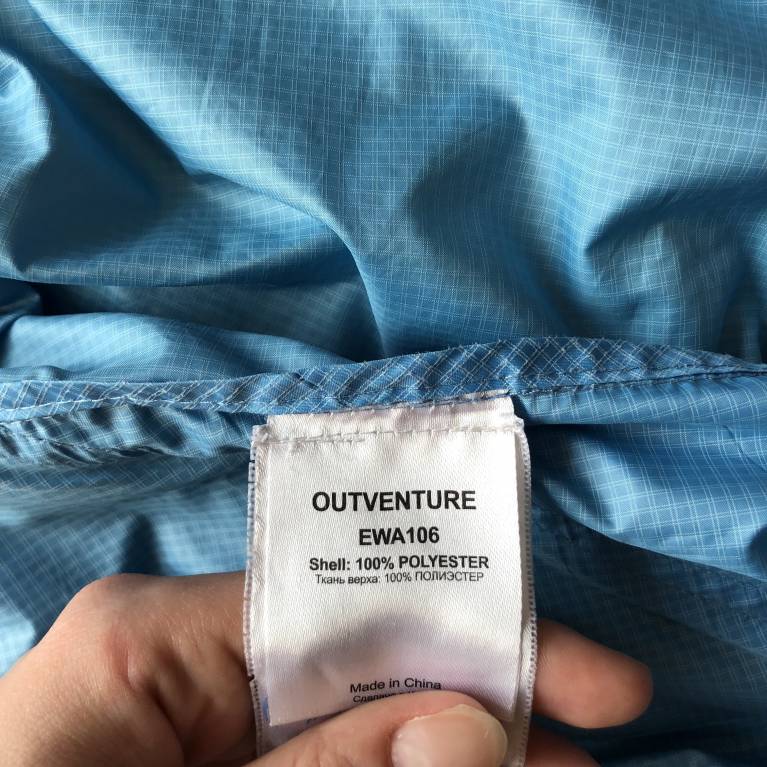 OUTVENTURE
EWA106
Shell: 100% POLYESTER
Ткань верха: 100% ПОЛИЭСТЕР
Made in China